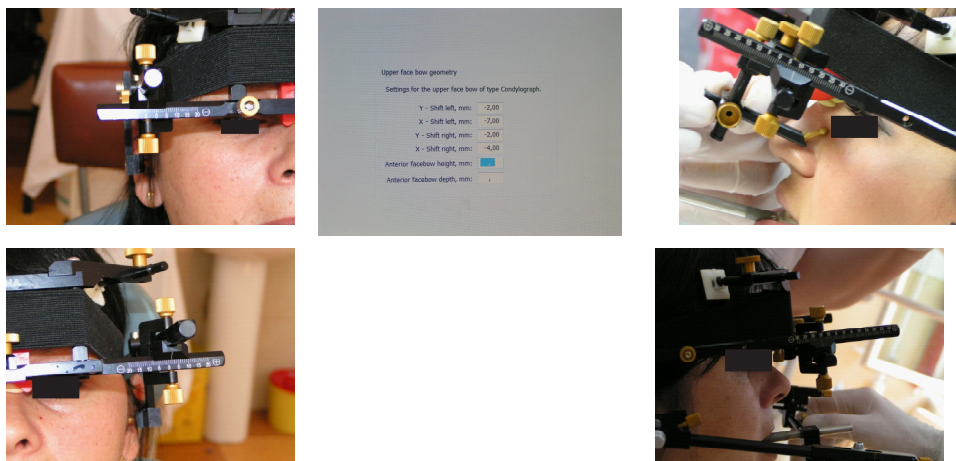 Upper face bow geometry
Settings for the upper face bow of type Condylograph.
Y - Shift left, mm: -2,00
X - Shift left, mm: -7,00
Y - Shift right, mm: -2,00
X - Shift right, mm: -4,00
Anterior facebow height, mm:
Anterior facebow depth, mm: